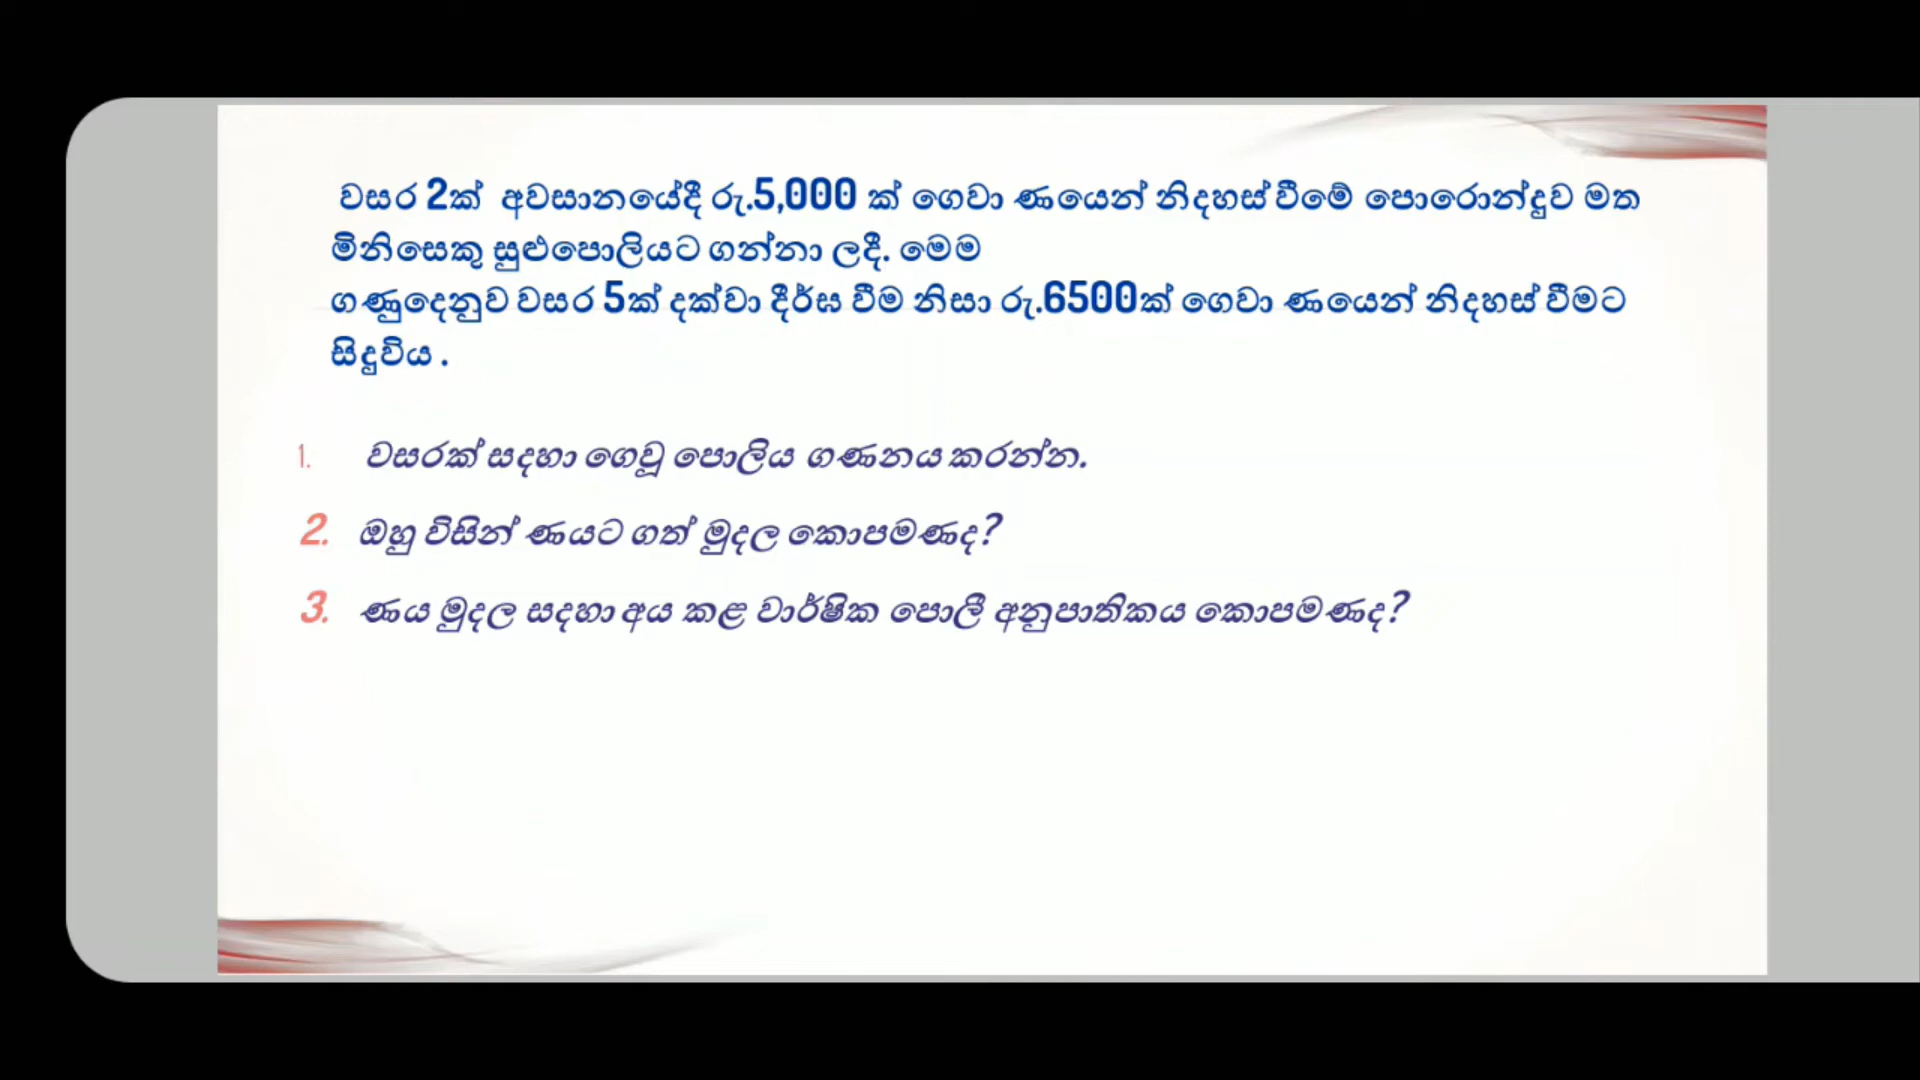 වසර 2ක් අවසානයේදී රු.5,000 ක් ගෙවා ණයෙන් නිදහස් වීමේ පොරොන්දුව මත
මිනිසෙකු සුළුපොලියට ගන්නා ලදී. මෙම
ගණුදෙනුව වසර 5ක් දක්වා දීර්ඝ වීම නිසා රු.6500ක් ගෙවා ණයෙන් නිදහස් වීමට
සිදුවිය .
1. වසරක් සදහා ගෙවූ පොලිය ගණනය කරන්න.
2. ඔහු විසින් ණයට ගත් මුදල කොපමණද?
3. ණය මුදල සදහා අය කළ වාර්ෂික පොලී අනුපාතිකය කොපමණද?